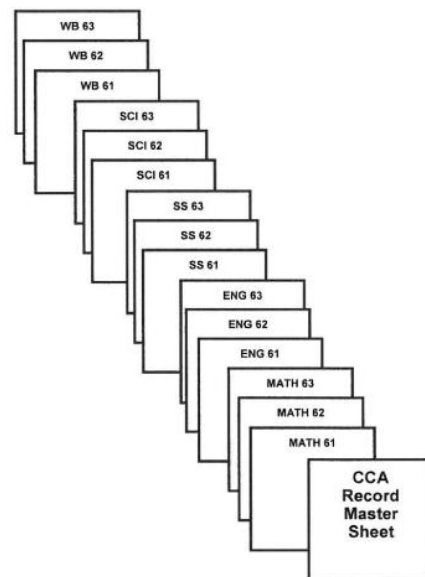 WB 63
WB 62
WB 61
SCI 63
SCI 62
SCI 61
SS 63
SS 62
SS 61
ENG 63
ENG 62
ENG 61
MATH 63
MATH 62
MATH 61
CCA
Record
Master
Sheet